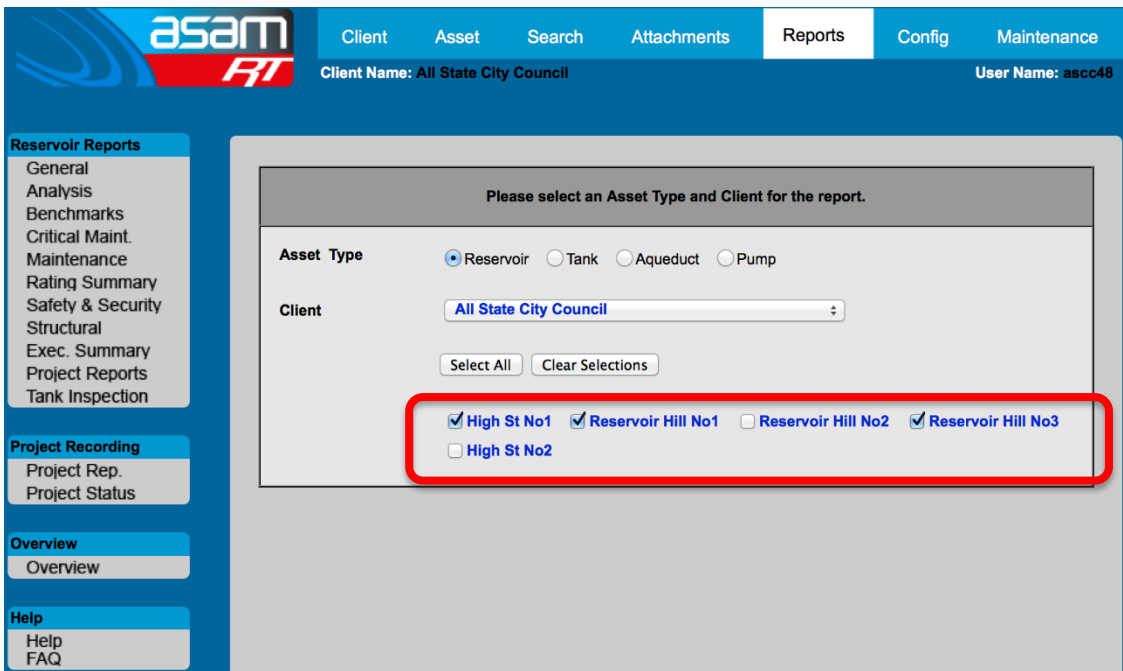 asam
RT
Client Asset Search Attachments Reports Config Maintenance
Client Name: All State City Council User Name: ascc48
Reservoir Reports
General
Analysis
Benchmarks
Critical Maint.
Maintenance
Rating Summary
Safety & Security
Structural
Exec. Summary
Project Reports
Tank Inspection
Project Recording
Project Rep.
Project Status
Overview
Overview
Help
Help
FAQ
Please select an Asset Type and Client for the report.
Asset Type Reservoir Tank Aqueduct Pump
Client All State City Council
Select All Clear Selections
High St No1 Reservoir Hill No1 Reservoir Hill No2 Reservoir Hill No3
High St No2